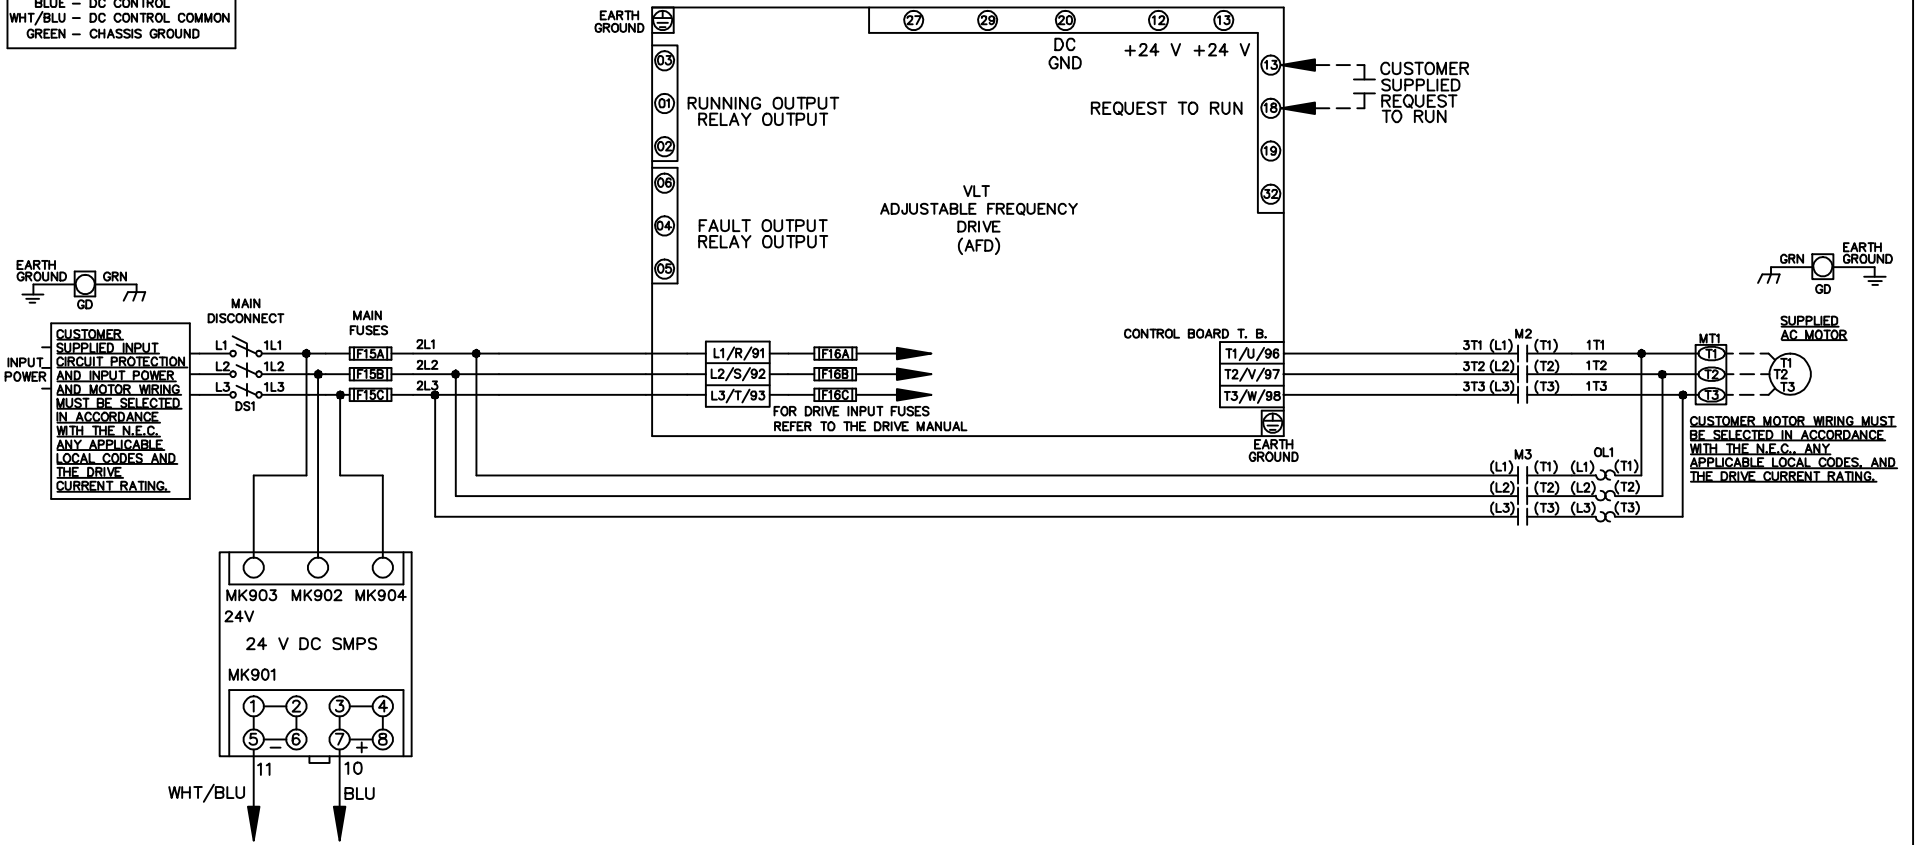 BLUE – DC CONTROL
WHT/BLU – DC CONTROL COMMON
GREEN – CHASSIS GROUND
EARTH
GROUND
27
29
20
12
13
DC
GND
+24 V
+24 V
03
01
02
RUNNING OUTPUT
RELAY OUTPUT
06
04
05
FAULT OUTPUT
RELAY OUTPUT
13
18
19
32
REQUEST TO RUN
CUSTOMER
SUPPLIED
REQUEST
TO RUN
VLT
ADJUSTABLE FREQUENCY
DRIVE
(AFD)
EARTH
GROUND
GRN
GD
MAIN
DISCONNECT
MAIN
FUSES
INPUT
POWER
CUSTOMER
SUPPLIED INPUT
CIRCUIT PROTECTION
AND INPUT POWER
AND MOTOR WIRING
MUST BE SELECTED
IN ACCORDANCE
WITH THE N.E.C.
ANY APPLICABLE
LOCAL CODES AND
THE DRIVE
CURRENT RATING.
L1 1L1 F15A 2L1
L2 1L2 F15B 2L2
L3 1L3 F15C 2L3
DS1
L1/R/91 F16A
L2/S/92 F16B
L3/T/93 F16C
FOR DRIVE INPUT FUSES
REFER TO THE DRIVE MANUAL
CONTROL BOARD T. B.
T1/U/96
T2/V/97
T3/W/98
EARTH
GROUND
M2
3T1 (L1) (T1) 1T1
3T2 (L2) (T2) 1T2
3T3 (L3) (T3) 1T3
MT1
T1
T2
T3
GRN
EARTH
GROUND
GD
SUPPLIED
AC MOTOR
T1
T2
T3
CUSTOMER MOTOR WIRING MUST
BE SELECTED IN ACCORDANCE
WITH THE N.E.C., ANY
APPLICABLE LOCAL CODES, AND
THE DRIVE CURRENT RATING.
M3 OL1
(L1) (T1) (L1) (T1)
(L2) (T2) (L2) (T2)
(L3) (T3) (L3) (T3)
MK903 MK902 MK904
24V
24 V DC SMPS
MK901
1 2 3 4
5 – 6 7 + 8
11 10
WHT/BLU BLU